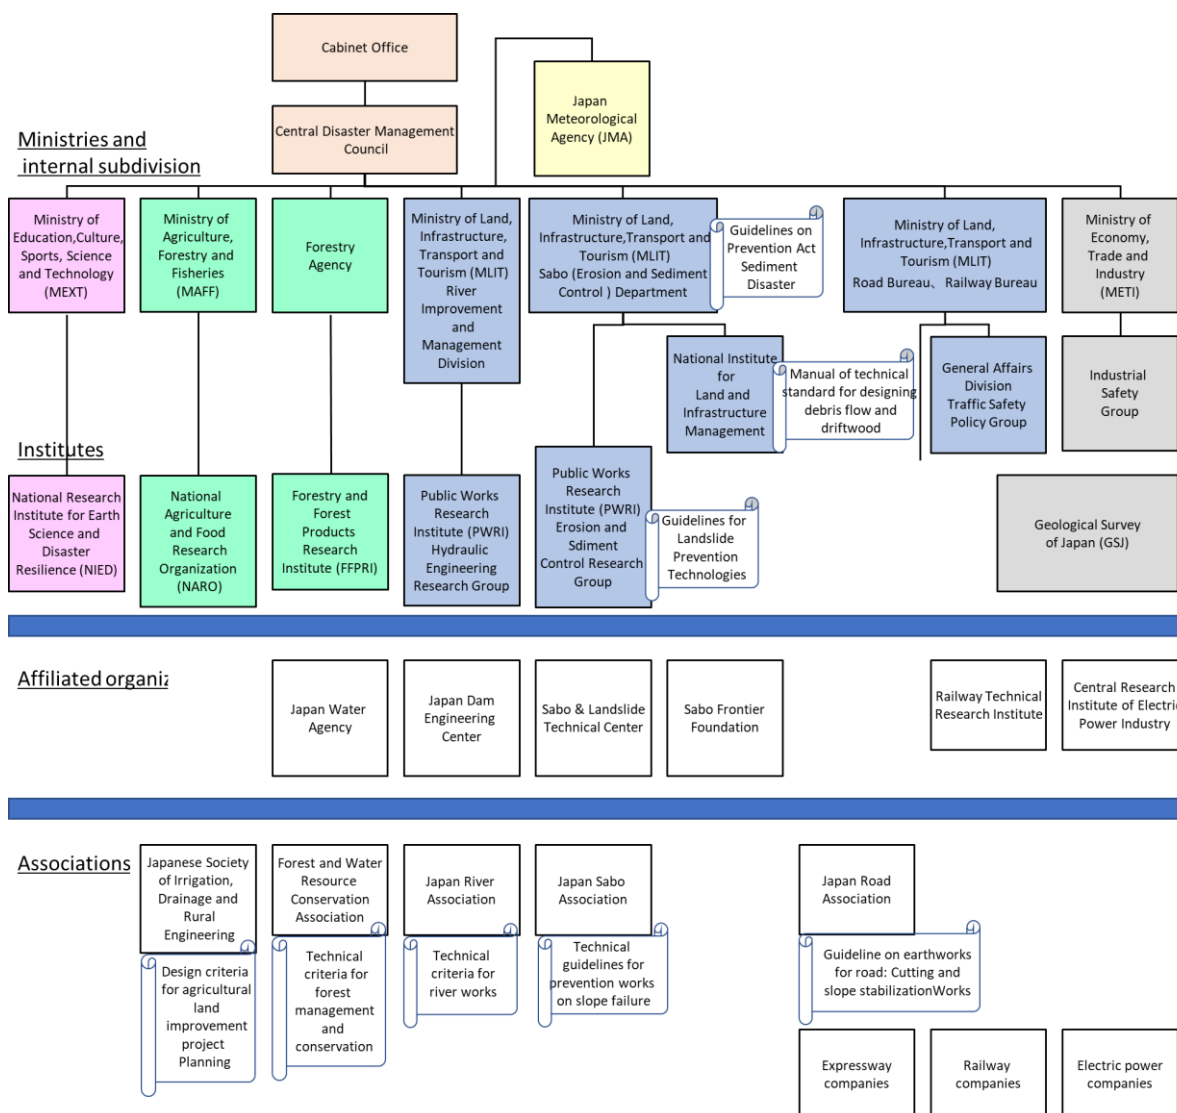 Cabinet Office
Japan
Meteorological
Agency (JMA)
Central Disaster Management
Council
Ministries and
internal subdivision
Ministry of
Education,Culture,
Sports, Science
and Technology
(MEXT)
Ministry of
Agriculture,
Forestry and
Fisheries
(MAFF)
Forestry
Agency
Ministry of Land,
Infrastructure,
Transport and
Tourism (MLIT)
River
Improvement
and
Management
Division
Ministry of Land,
Infrastructure,Transport and
Tourism (MLIT)
Sabo (Erosion and Sediment
Control ) Department
Guidelines on
Prevention Act
Sediment
Disaster
Ministry of Land,
Infrastructure,Transport and
Tourism (MLIT)
Road Bureau、Railway Bureau
Ministry of
Economy,
Trade and
Industry
(METI)
National Institute
for
Land and
Infrastructure
Management
Manual of technical
standard for designing
debris flow and
driftwood
General Affairs
Division
Traffic Safety
Policy Group
Industrial
Safety
Group
Institutes
National Research
Institute for Earth
Science and
Disaster
Resilience (NIED)
National
Agriculture
and Food
Research
Organization
(NARO)
Forestry and
Forest
Products
Research
Institute (FFPRI)
Public Works
Research
Institute (PWRI)
Hydraulic
Engineering
Research Group
Public Works
Research
Institute (PWRI)
Erosion and
Sdiment
Control Research
Group
Guidelines for
Landslide
Prevention
Technologies
Geological Survey
of Japan (GSJ)
Affiliated organiz
Japan Water
Agency
Japan Dam
Engineering
Center
Sabo & Landslide
Technical Center
Sabo Frontier
Foundation
Railway Technical
Research Institute
Central Research
Institute of Electric
Power Industry
Associations
Japanese Society
of Irrigation,
Drainage and
Rural
Engineering
Forest and Water
Resource
Conservation
Association
Japan River
Association
Japan Sabo
Association
Japan Road
Association
Design criteria
for agricultural
land
improvement
project
Planning
Technical
criteria for
forest
management
and
conservation
Technical
criteria for
river works
Technical
guidelines for
prevention works
on slope failure
Guideline on earthworks
for road: Cutting and
slope stabilizationWorks
Expressway
companies
Railway
companies
Electric power
companies